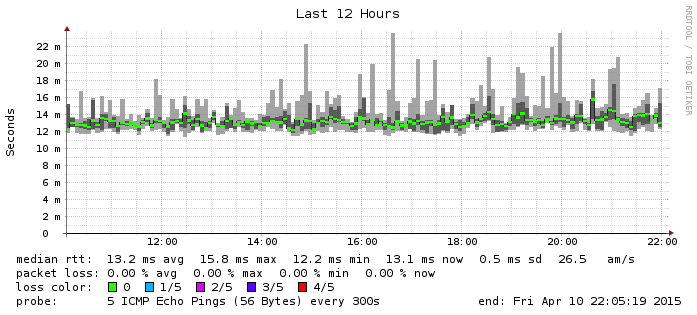 Last 12 Hours
RRDTOOL / TOBI OETIKER
Seconds
22 m
20 m
18 m
16 m
14 m
12 m
10 m
8 m
6 m
4 m
2 m
0
12:00 14:00 16:00 18:00 20:00 22:00
median rtt: 13.2 ms avg 15.8 ms max 12.2 ms min 13.1 ms now 0.5 ms sd 26.5 am/s
packet loss: 0.00 % avg 0.00 % max 0.00 % min 0.00 % now
loss color: 0 1/5 2/5 3/5 4/5
probe: 5 ICMP Echo Pings (56 Bytes) every 300s end: Fri Apr 10 22:05:19 2015